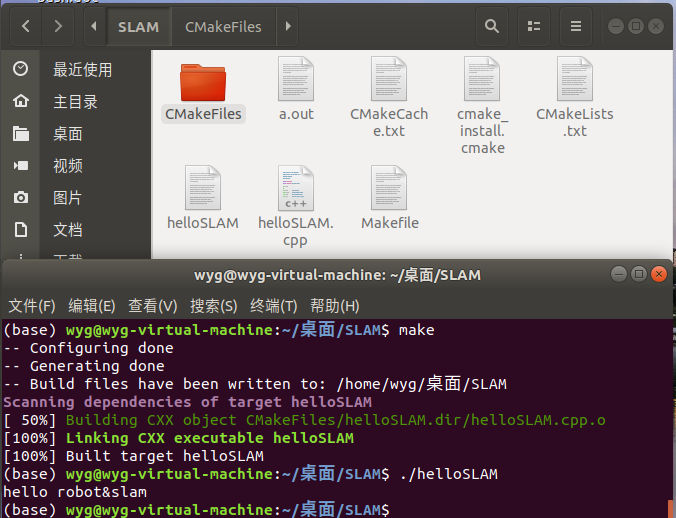 SLAM CMakeFiles
最近使用
主目录
桌面
视频
图片
文档
CMakeFiles a.out CMakeCach e.txt cmake_ install. cmake CMakeLists .txt
helloSLAM helloSLAM. cpp Makefile
c++
wyg@wyg-virtual-machine: ~/桌面/SLAM
文件(F) 编辑(E) 查看(V) 搜索(S) 终端(T) 帮助(H)
(base) wyg@wyg-virtual-machine:~/桌面/SLAM$ make
-- Configuring done
-- Generating done
-- Build files have been written to: /home/wyg/桌面/SLAM
Scanning dependencies of target helloSLAM
[ 50%] Building CXX object CMakeFiles/helloSLAM.dir/helloSLAM.cpp.o
[100%] Linking CXX executable helloSLAM
[100%] Built target helloSLAM
(base) wyg@wyg-virtual-machine:~/桌面/SLAM$ ./helloSLAM
hello robot&slam
(base) wyg@wyg-virtual-machine:~/桌面/SLAM$